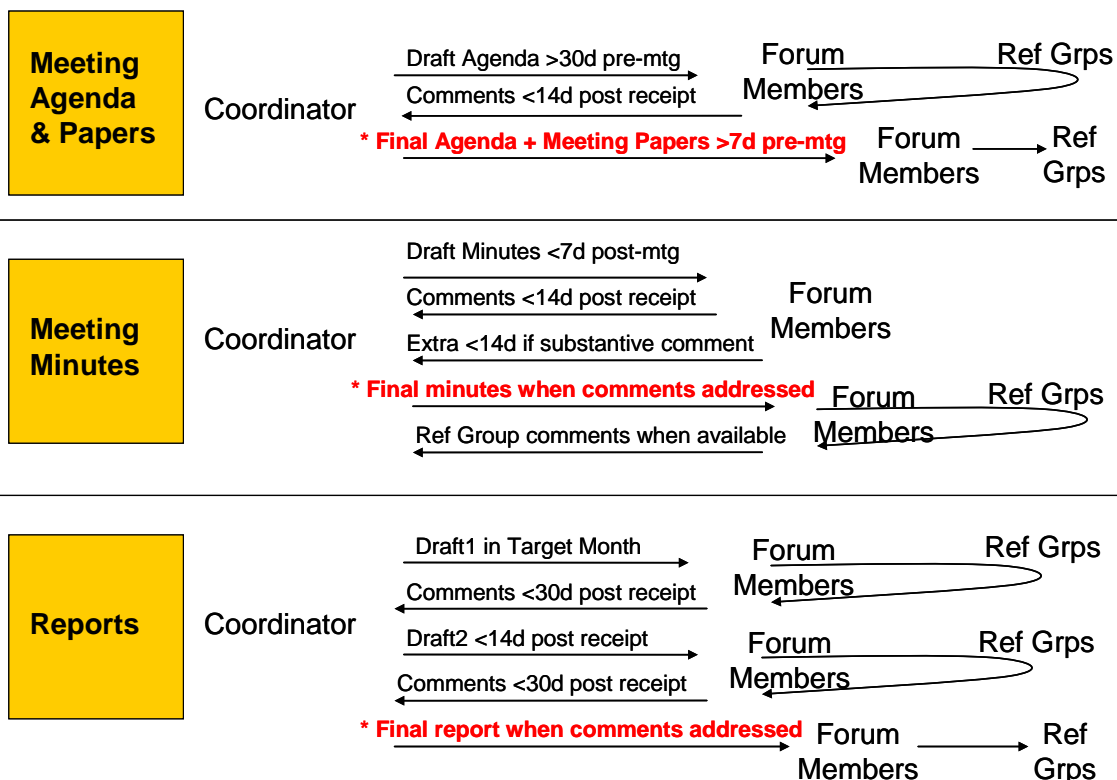 Meeting
Agenda
& Papers
Coordinator
Draft Agenda >30d pre-mtg
Comments <14d post receipt
* Final Agenda + Meeting Papers >7d pre-mtg
Forum
Members
Ref Grps
Forum
Members
Ref
Grps
Meeting
Minutes
Coordinator
Draft Minutes <7d post-mtg
Comments <14d post receipt
Extra <14d if substantive comment
* Final minutes when comments addressed
Ref Group comments when available
Forum
Members
Forum
Members
Ref Grps
Reports
Coordinator
Draft1 in Target Month
Comments <30d post receipt
Draft2 <14d post receipt
Comments <30d post receipt
* Final report when comments addressed
Forum
Members
Ref Grps
Forum
Members
Ref Grps
Forum
Members
Ref
Grps